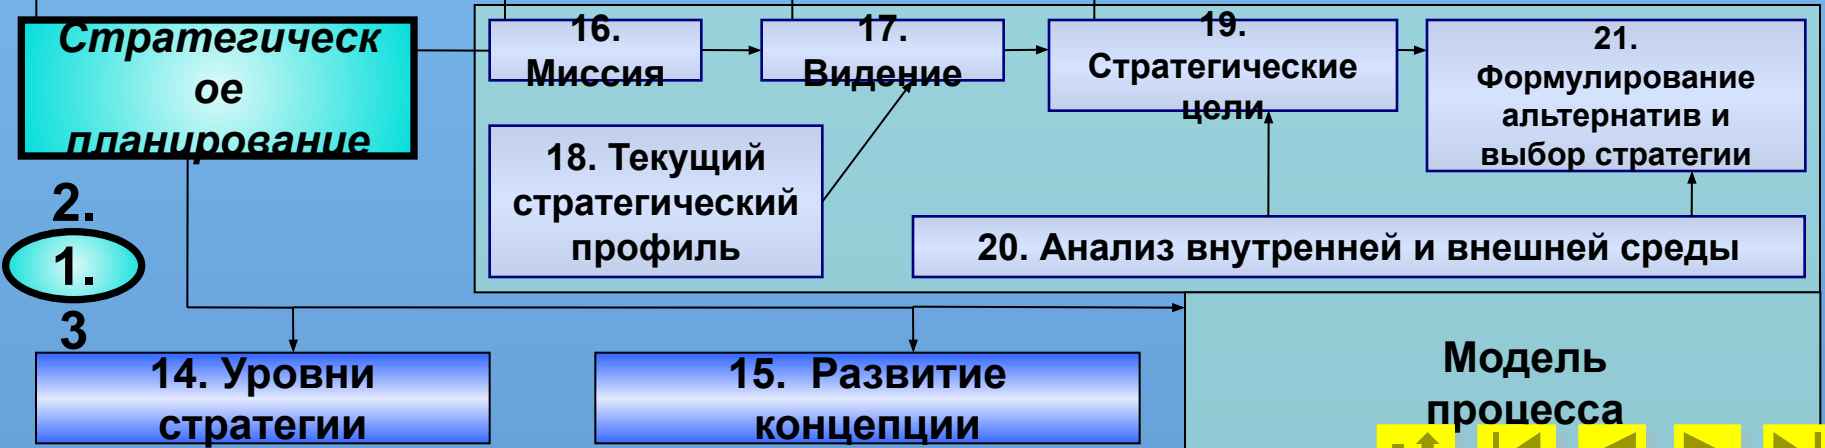 Стратегическ
ое
планирование
16.
Миссия
17.
Видение
19.
Стратегические
цели
21.
Формулирование
альтернатив и
выбор стратегии
18. Текущий
стратегический
профиль
20. Анализ внутренней и внешней среды
2.
1.
3
14. Уровни
стратегии
15. Развитие
концепции
Модель
процесса